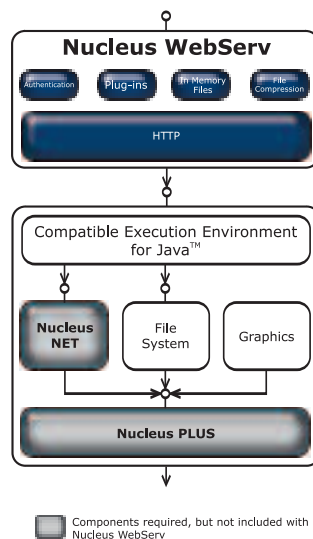 Nucleus WebServ
Authentication
Plug-ins
In Memory
Files
File
Compression
HTTP
Compatible Execution Environment
for Java™
Nucleus
NET
File
System
Graphics
Nucleus PLUS
Components required, but not included with
Nucleus WebServ